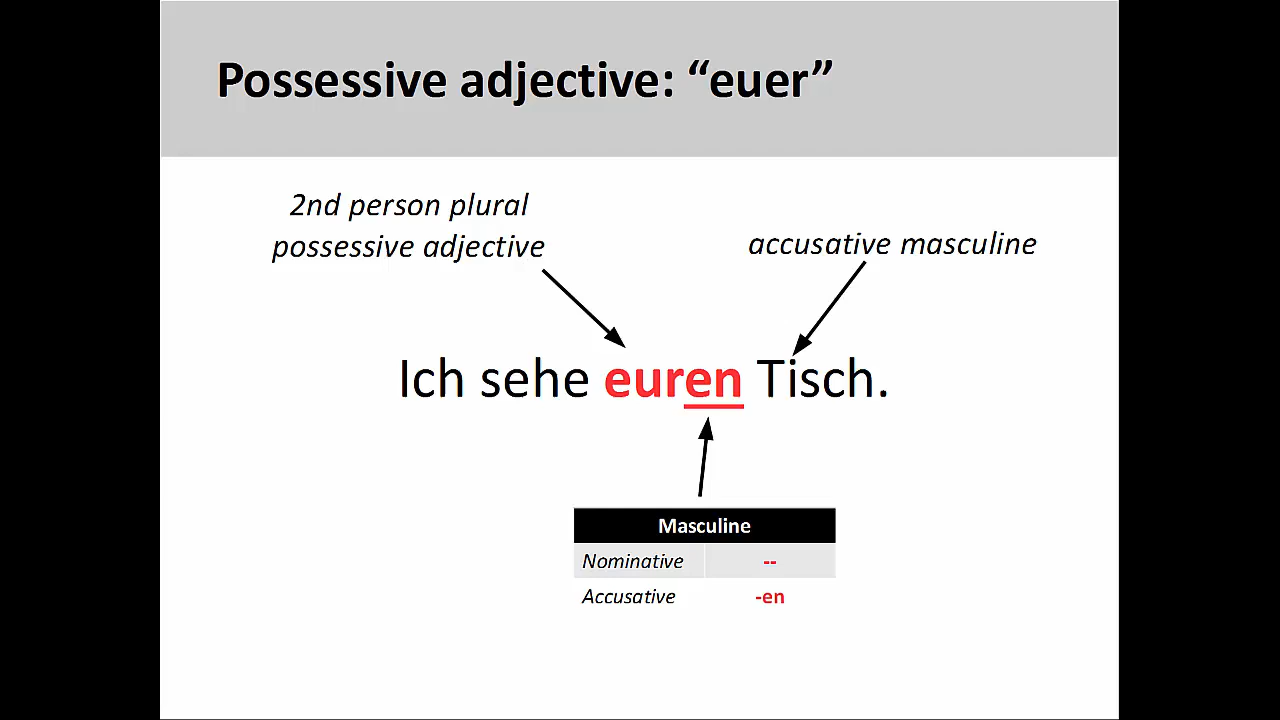 Possessive adjective: “euer”
2nd person plural
possessive adjective
accusative masculine
Ich sehe euren Tisch.
Masculine
Nominative --
Accusative -en